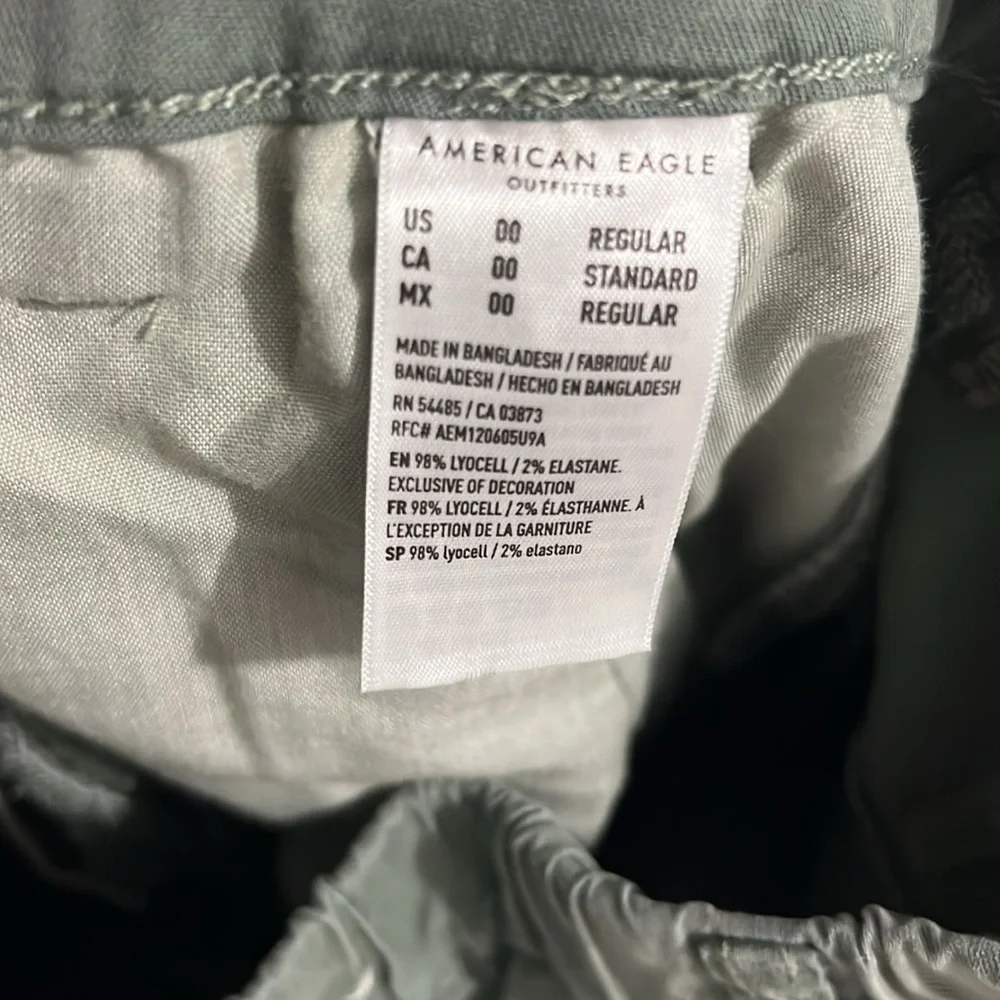 AMERICAN EAGLE
OUTFITTERS
US 00 REGULAR
CA 00 STANDARD
MX 00 REGULAR
MADE IN BANGLADESH / FABRIQUÉ AU
BANGLADESH / HECHO EN BANGLADESH
RN 54485 / CA 03873
RFC# AEM120605U9A
EN 98% LYOCELL / 2% ELASTANE.
EXCLUSIVE OF DECORATION
FR 98% LYOCELL / 2% ÉLASTHANNE. À
L'EXCEPTION DE LA GARNITURE
SP 98% lyocell / 2% elastano